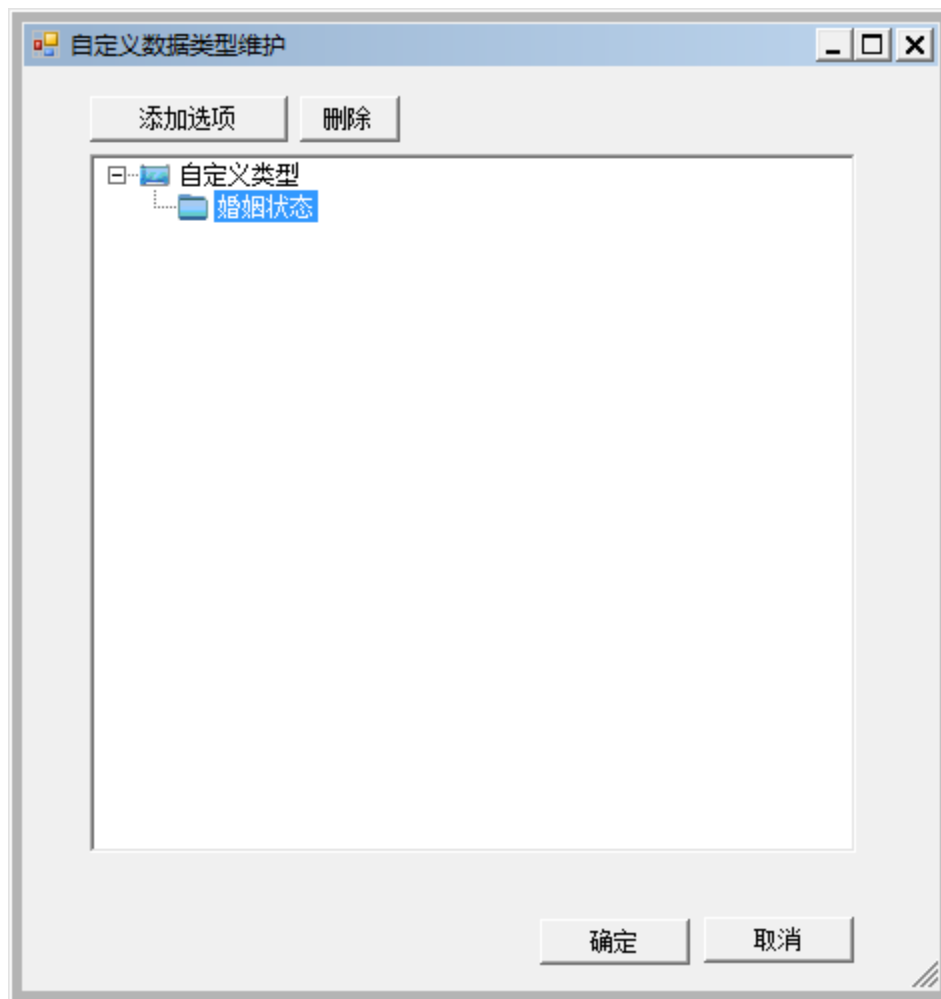 自定义数据类型维护
添加选项 删除
自定义类型
婚姻状态
确定 取消